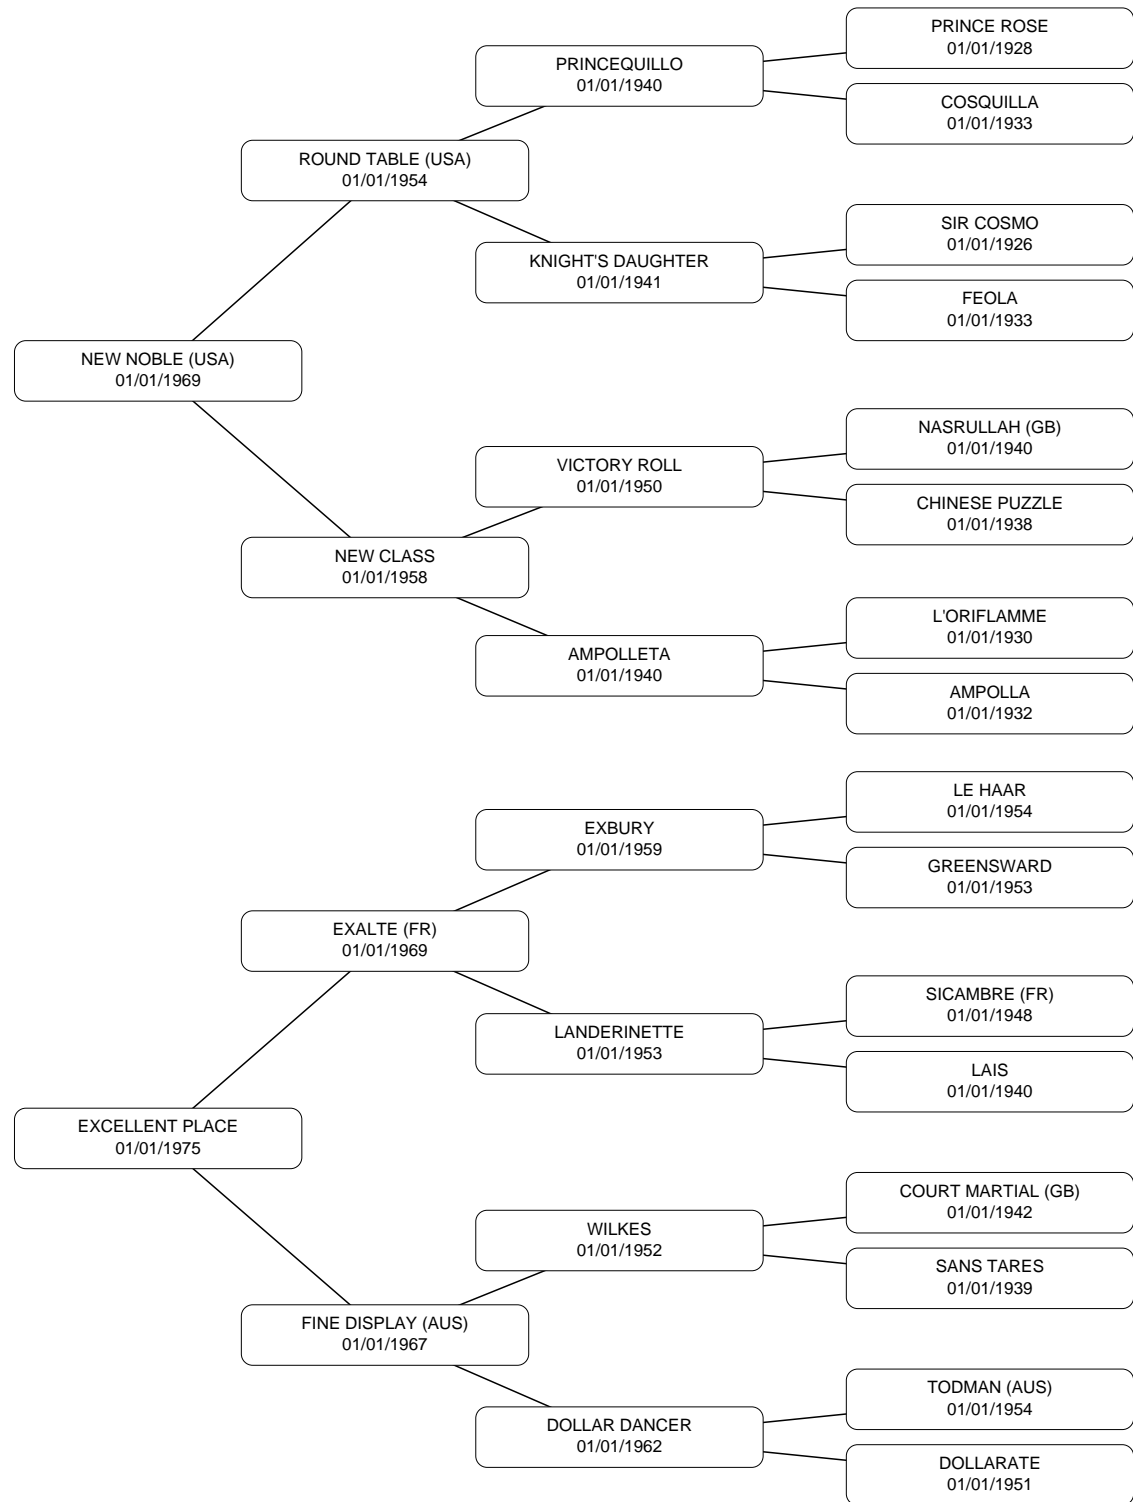 PRINCE ROSE
01/01/1928
PRINCEQUILLO
01/01/1940
COSQUILLA
01/01/1933
ROUND TABLE (USA)
01/01/1954
SIR COSMO
01/01/1926
KNIGHT'S DAUGHTER
01/01/1941
FEOLA
01/01/1933
NEW NOBLE (USA)
01/01/1969
NASRULLAH (GB)
01/01/1940
VICTORY ROLL
01/01/1950
CHINESE PUZZLE
01/01/1938
NEW CLASS
01/01/1958
L'ORIFLAMME
01/01/1930
AMPOLLETA
01/01/1940
AMPOLLA
01/01/1932
LE HAAR
01/01/1954
EXBURY
01/01/1959
GREENSWARD
01/01/1953
EXALTE (FR)
01/01/1969
SICAMBRE (FR)
01/01/1948
LANDERINETTE
01/01/1953
LAIS
01/01/1940
EXCELLENT PLACE
01/01/1975
COURT MARTIAL (GB)
01/01/1942
WILKES
01/01/1952
SANS TARES
01/01/1939
FINE DISPLAY (AUS)
01/01/1967
TODMAN (AUS)
01/01/1954
DOLLAR DANCER
01/01/1962
DOLLARATE
01/01/1951